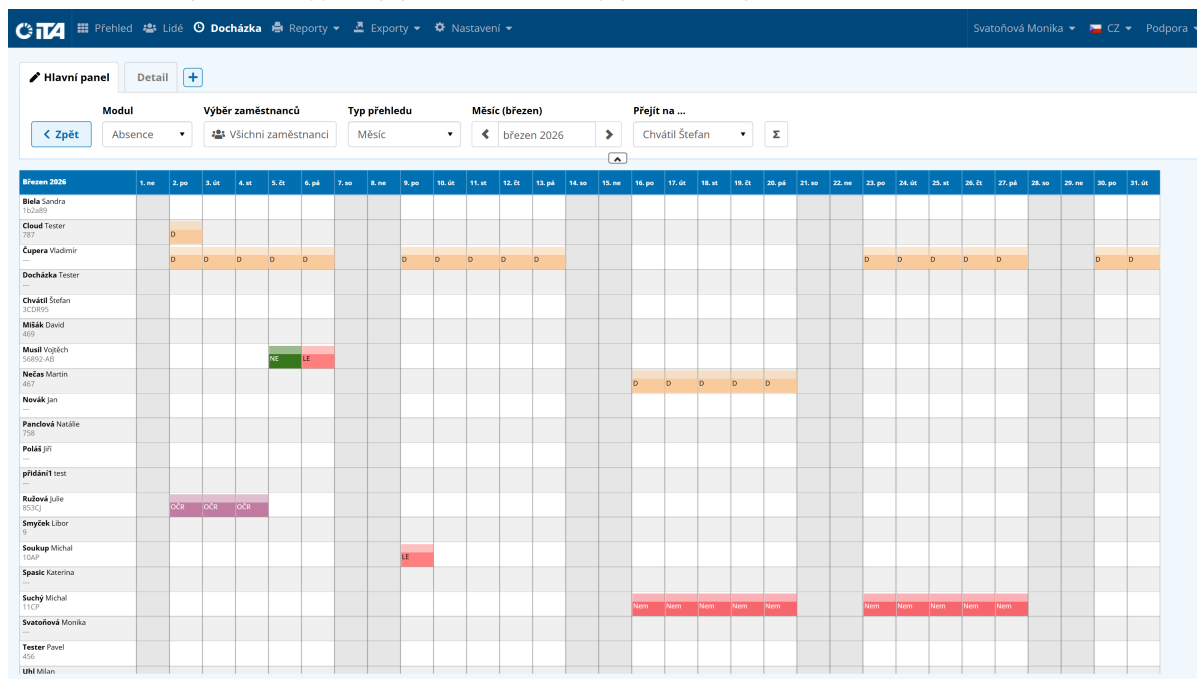 iTA Přehled Lidé Docházka Reporty Exporty Nastavení Svatoňová Monika CZ Podpora
Hlavní panel Detail +
Modul Výběr zaměstnanců Typ přehledu Měsíc (březen) Přejít na ...
Zpět Absence Všichni zaměstnanci Měsíc březen 2026 Chvátil Štefan Σ
Březen 2026 1. ne 2. po 3. út 4. st 5. čt 6. pá 7. so 8. ne 9. po 10. út 11. st 12. čt 13. pá 14. so 15. ne 16. po 17. út 18. st 19. čt 20. pá 21. so 22. ne 23. po 24. út 25. st 26. čt 27. pá 28. so 29. ne 30. po 31. út
Biela Sandra
1b2a89
Cloud Tester
787 D
Čupera Vladimír
--- D D D D D D D D D D D D D D D D D
Docházka Tester
---
Chvátil Štefan
3CDR95
Mišák David
469
Musil Vojtěch
56892-AB NE LE
Nečas Martin
467 D D D D D
Novák Jan
---
Panclová Natálie
758
Poláš Jiří
---
přidání1 test
---
Ružová Julie
853CJ OČR OČR OČR
Smyček Libor
9
Soukup Michal
10AP LE
Spasic Katerina
---
Suchý Michal
11CP Nem Nem Nem Nem Nem Nem Nem Nem Nem Nem
Svatoňová Monika
---
Tester Pavel
456
Uhl Milan